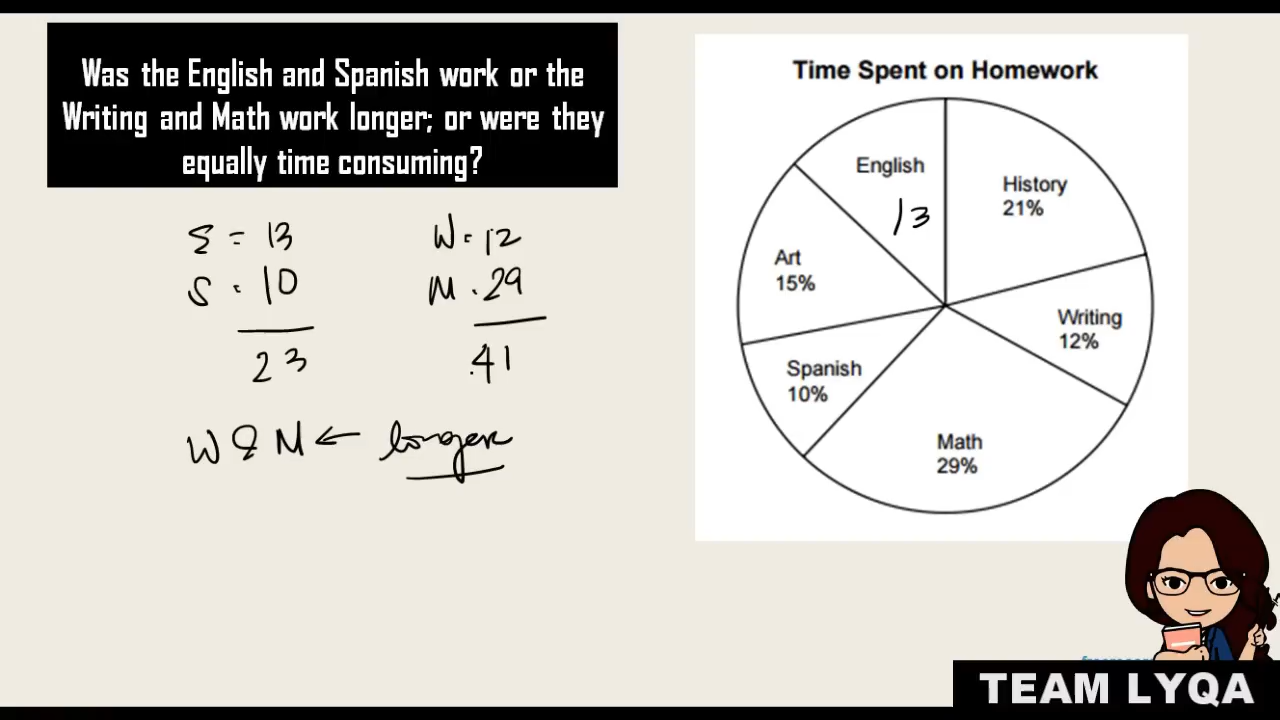 Was the English and Spanish work or the
Writing and Math work longer; or were they
equally time consuming?
Σ = 13
S = 10
23
W = 12
M = 29
41
W & M ← longer
Time Spent on Homework
English
13
History
21%
Art
15%
Writing
12%
Spanish
10%
Math
29%
TEAM LYQA